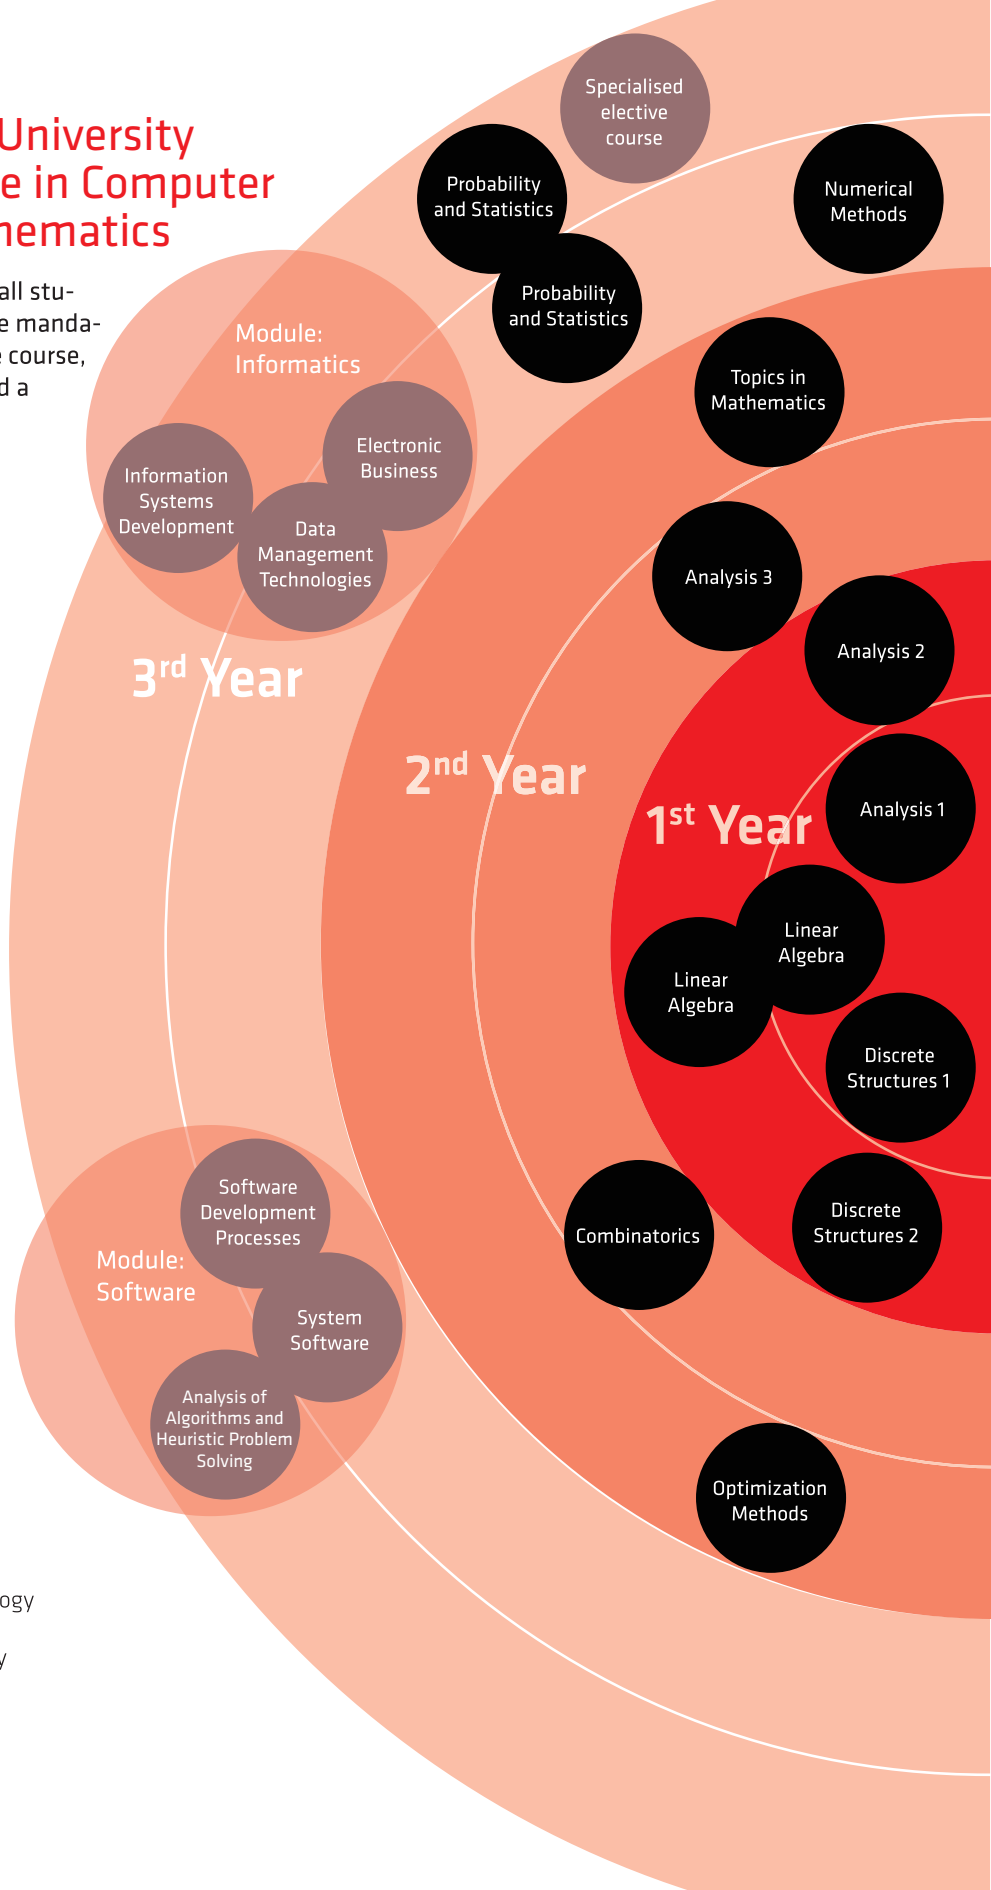 University
e in Computer
hematics
all stu-
e manda-
e course,
d a
Specialised
elective
course
Probability
and Statistics
Numerical
Methods
Probability
and Statistics
Module:
Informatics
Topics in
Mathematics
Electronic
Business
Information
Systems
Development
Data
Management
Technologies
Analysis 3
Analysis 2
3rd Year
2nd Year
1st Year
Analysis 1
Linear
Algebra
Linear
Algebra
Discrete
Structures 1
Software
Development
Processes
Discrete
Structures 2
Combinatorics
Module:
Software
System
Software
Analysis of
Algorithms and
Heuristic Problem
Solving
Optimization
Methods
ogy
y